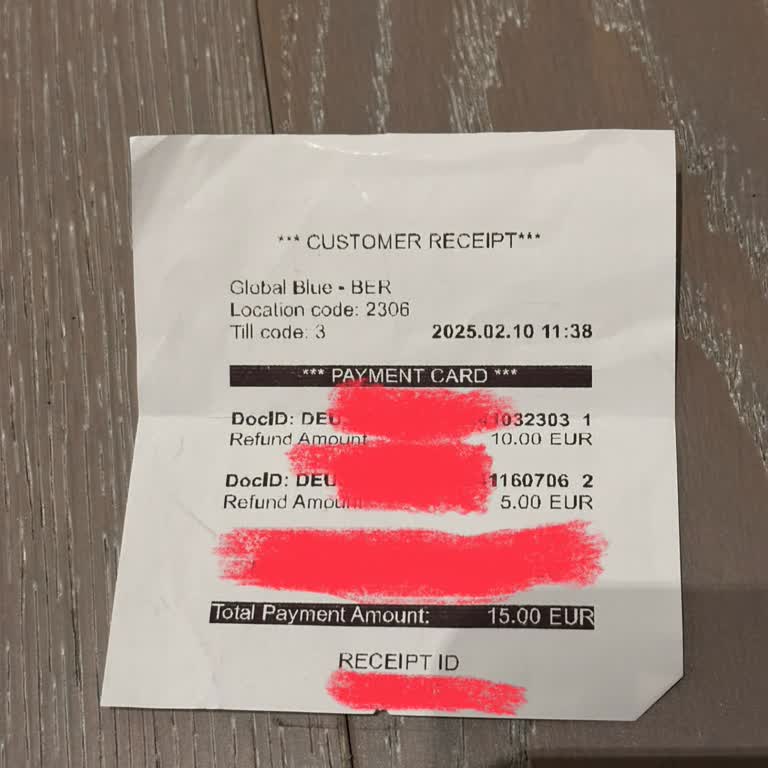 *** CUSTOMER RECEIPT***
Global Blue - BER
Location code: 2306
Till code: 3 2025.02.10 11:38
*** PAYMENT CARD ***
DocID: DEU 1032303 1
Refund Amount 10.00 EUR
DocID: DEU 1160706 2
Refund Amount 5.00 EUR
Total Payment Amount: 15.00 EUR
RECEIPT ID